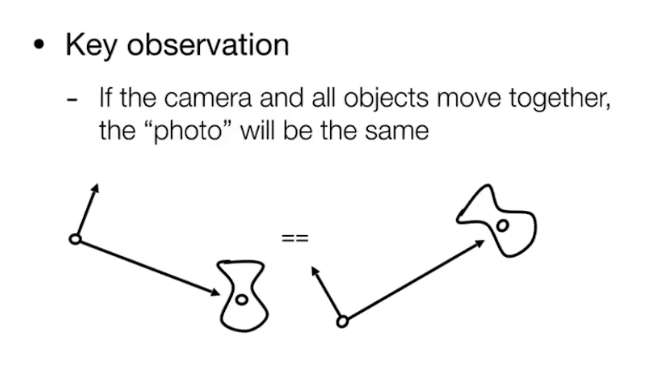 • Key observation
- If the camera and all objects move together,
the “photo” will be the same
==